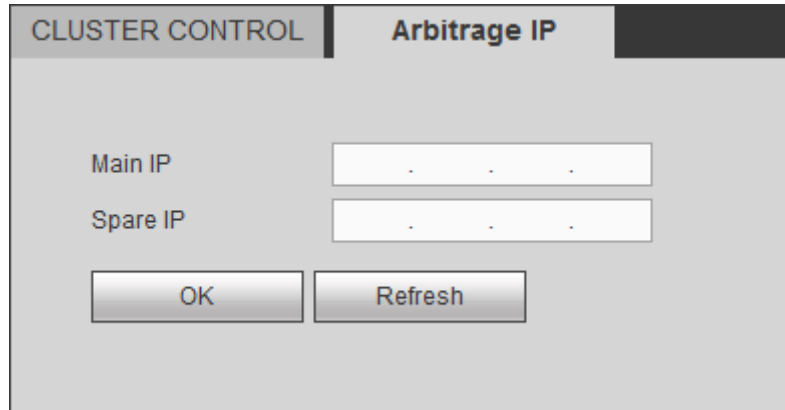 CLUSTER CONTROL Arbitrage IP
Main IP . . .
Spare IP . . .
OK Refresh